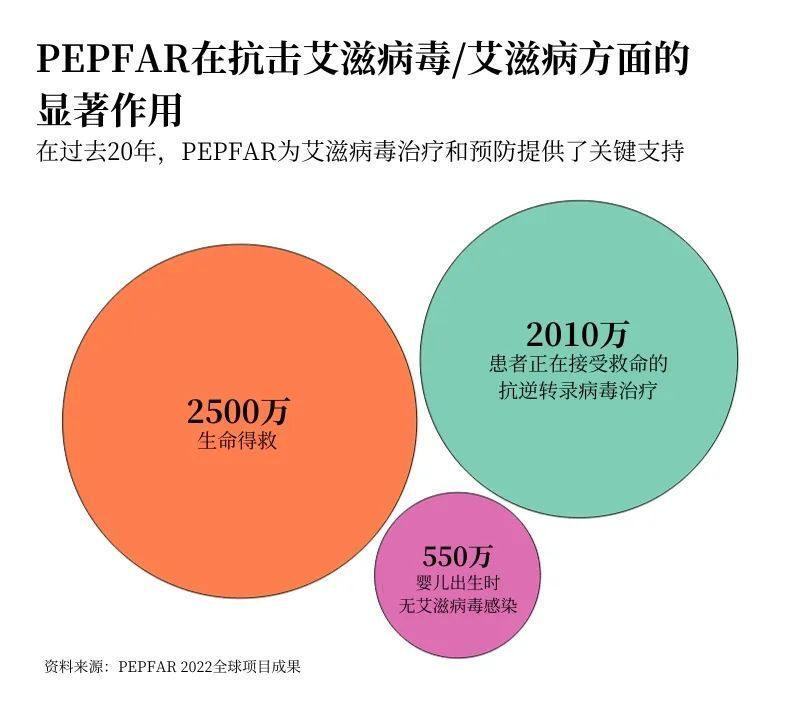 PEPFAR在抗击艾滋病毒/艾滋病方面的
显著作用
在过去20年，PEPFAR为艾滋病毒治疗和预防提供了关键支持
2500万
生命得救
2010万
患者正在接受救命的
抗逆转录病毒治疗
550万
婴儿出生时
无艾滋病毒感染
资料来源：PEPFAR 2022全球项目成果